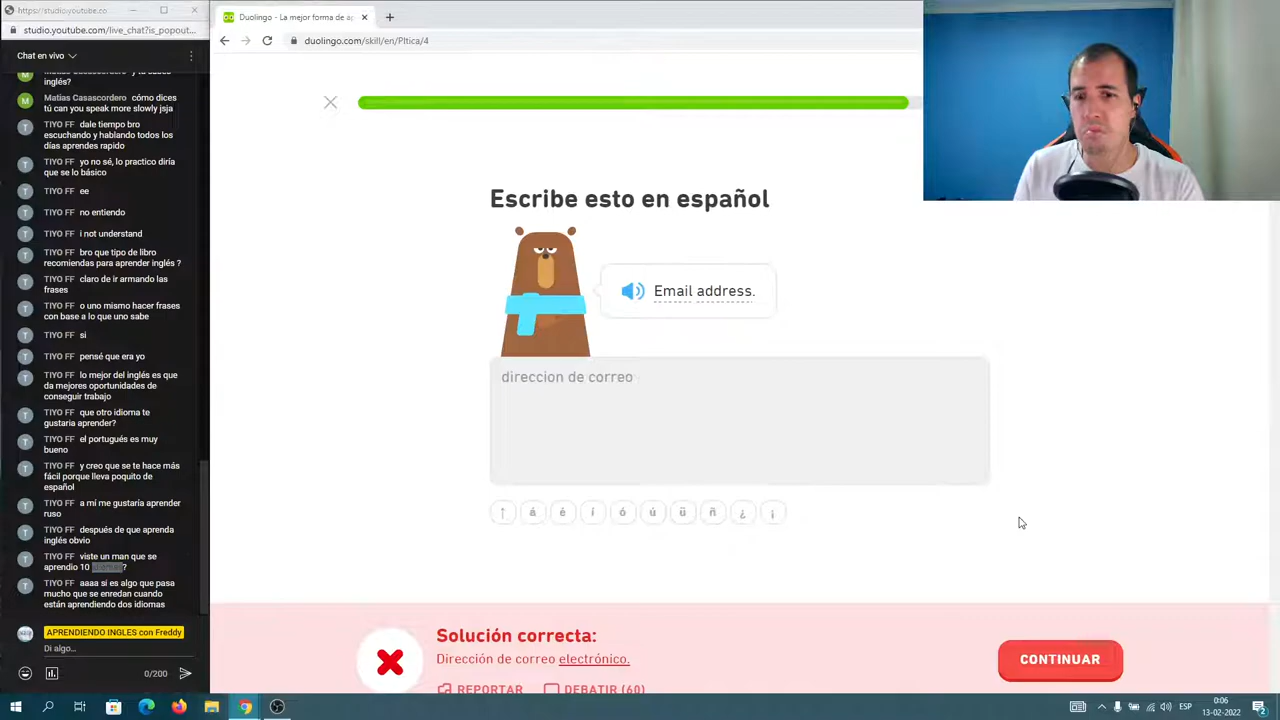 https://studio.youtube.co...
studio.youtube.com/live_chat?is_popout...
Chat en vivo
inglés?
Matías Casascordero cómo dices
tú can you speak more slowly jsja
TIYO FF dale tiempo bro
escuchando y hablando todos los
días aprendes rapido
TIYO FF yo no sé, lo practico diría
que se lo básico
TIYO FF ee
TIYO FF no entiendo
TIYO FF i not understand
TIYO FF bro que tipo de libro
recomiendas para aprender inglés ?
TIYO FF claro de ir armando las
frases
TIYO FF o uno mismo hacer frases
con base a lo que uno sabe
TIYO FF si
TIYO FF pensé que era yo
TIYO FF lo mejor del inglés es que
da mejores oportunidades de
conseguir trabajo
TIYO FF que otro idioma te
gustaria aprender?
TIYO FF el portugués es muy
bueno
TIYO FF y creo que se te hace más
fácil porque lleva poquito de
español
TIYO FF a mí me gustaría aprender
ruso
TIYO FF después de que aprenda
inglés obvio
TIYO FF viste un man que se
aprendio 10 ?
TIYO FF aaaa si es algo que pasa
mucho que se enredan cuando
están aprendiendo dos idiomas
APRENDIENDO INGLES con Freddy
Di algo...
0/200
Duolingo - La mejor forma de ap
duolingo.com/skill/en/Pltica/4
Escribe esto en español
Email address.
direccion de correo
↑ á é í ó ú ü ñ ¿ ¡
Solución correcta:
Dirección de correo electrónico.
REPORTAR DEBATIR (60)
CONTINUAR
ESP
0:06
13-02-2022
2